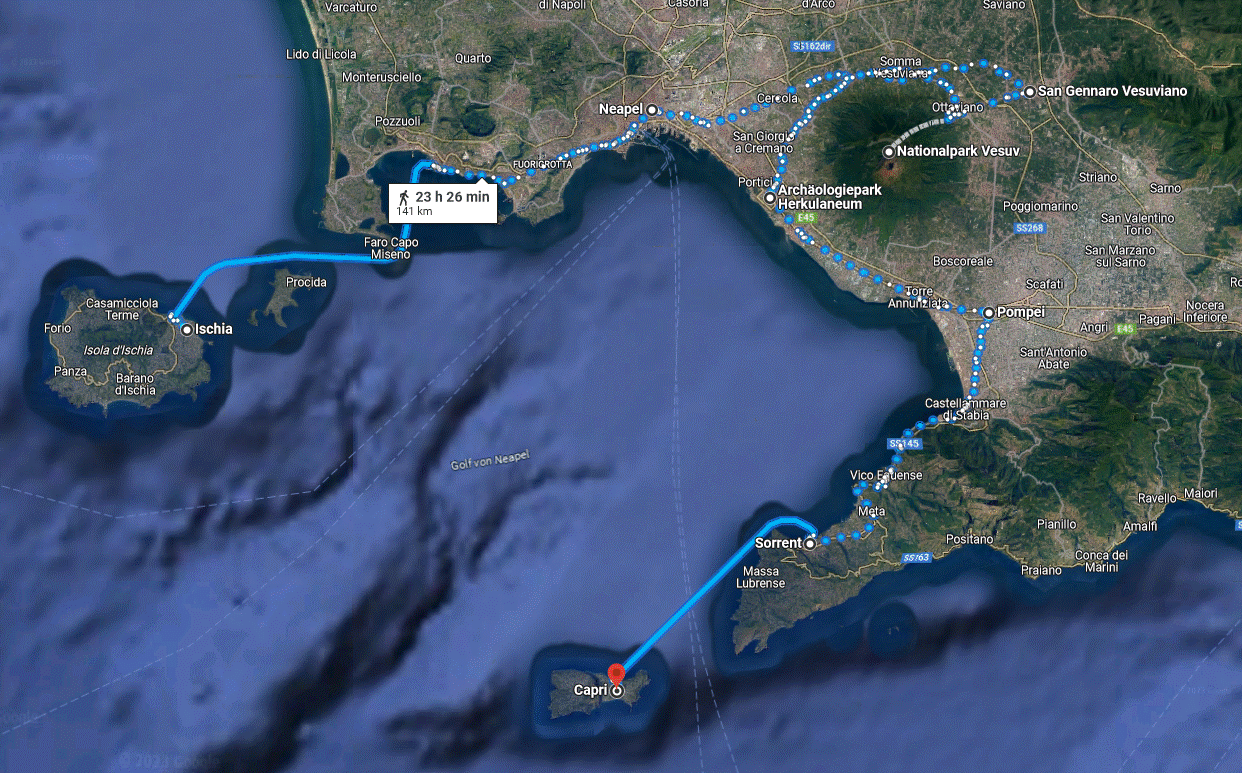 Varcaturo
di Napoli
Casoria
d'Arco
Saviano
Lido di Licola
Quarto
SS162dir
Monterusciello
Somma
Vesuviana
Cercola
San Gennaro Vesuviano
Neapel
Ottaviano
Pozzuoli
San Giorgio
a Cremano
FUORIGROTTA
Nationalpark Vesuv
Striano
Portici
Archäologiepark
Herkulaneum
Sarno
23 h 26 min
141 km
E45
Poggiomarino
San Valentino
Torio
SS268
Faro Capo
Miseno
San Marzano
sul Sarno
Boscoreale
Procida
Scafati
Torre
Annunziata
Casamicciola
Terme
Nocera
Inferiore
Pompei
Pagani
Ischia
Forio
Angri
E45
Isola d'Ischia
Sant'Antonio
Abate
Panza
Barano
d'Ischia
Castellammare
di Stabia
SS145
Golf von Neapel
Vico Equense
Ravello
Maiori
Meta
Pianillo
Amalfi
Sorrent
Positano
SS163
Conca dei
Marini
Massa
Lubrense
Praiano
Capri